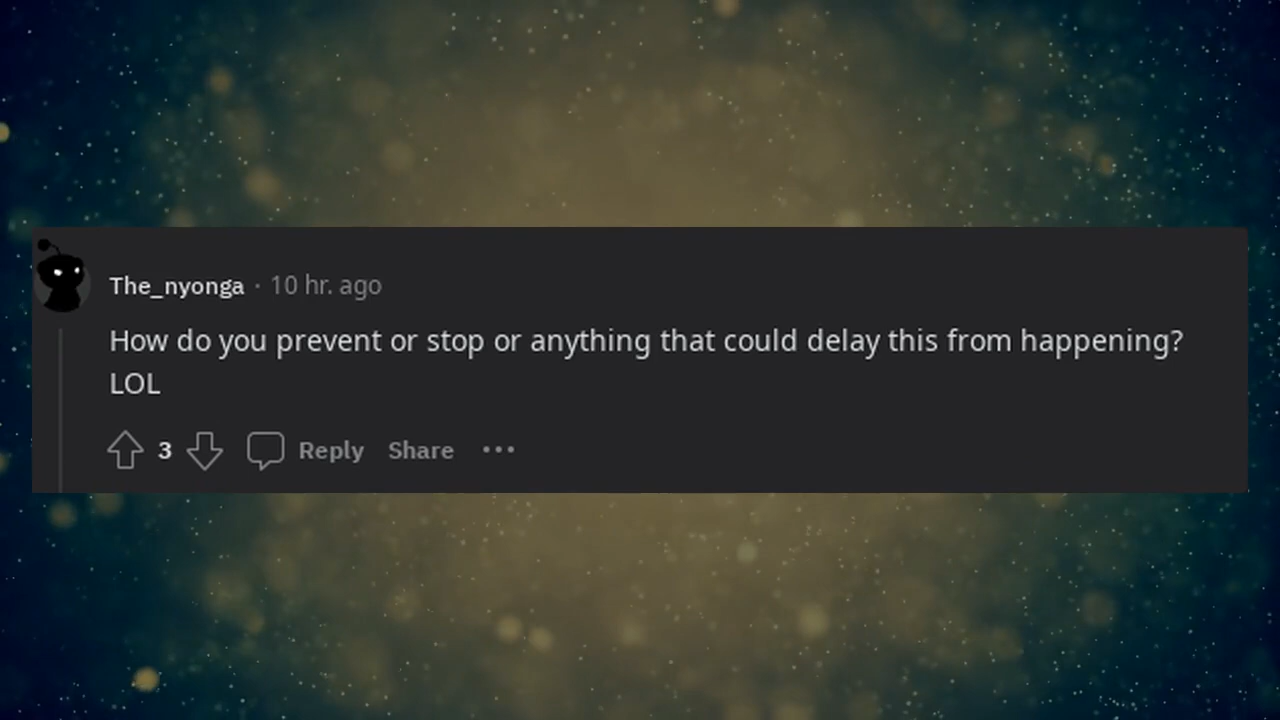 The_nyonga · 10 hr. ago
How do you prevent or stop or anything that could delay this from happening?
LOL
3 Reply Share •••